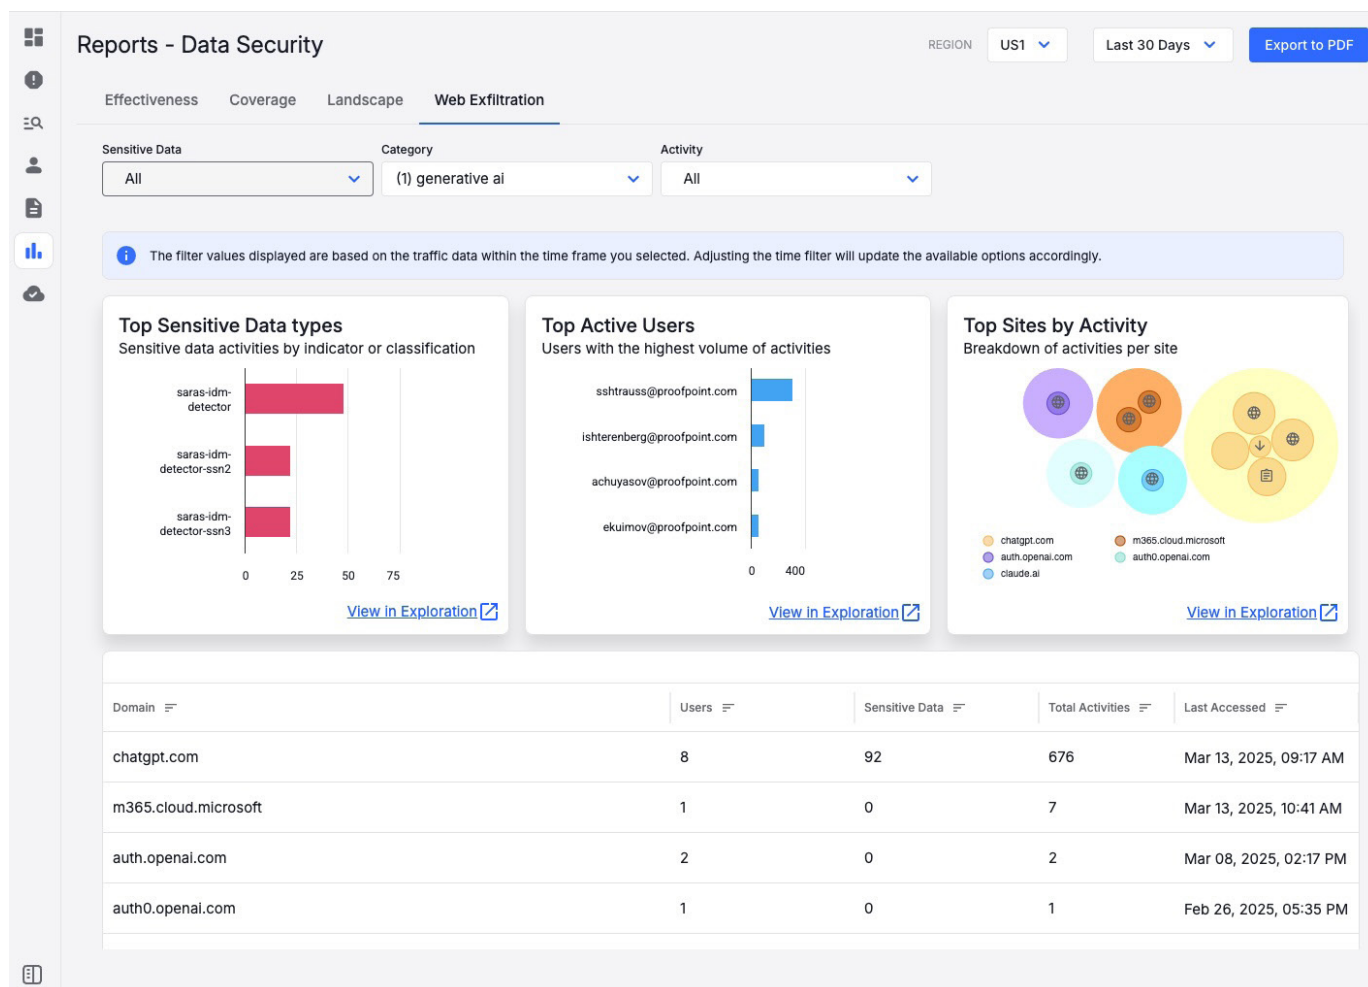 Reports - Data Security
REGION
US1
Last 30 Days
Export to PDF
Effectiveness
Coverage
Landscape
Web Exfiltration
Sensitive Data
Category
Activity
All
(1) generative ai
All
The filter values displayed are based on the traffic data within the time frame you selected. Adjusting the time filter will update the available options accordingly.
Top Sensitive Data types
Sensitive data activities by indicator or classification
saras-idm-
detector
saras-idm-
detector-ssn2
saras-idm-
detector-ssn3
0 25 50 75
View in Exploration
Top Active Users
Users with the highest volume of activities
sshtrauss@proofpoint.com
ishterenberg@proofpoint.com
achuyasov@proofpoint.com
ekuimov@proofpoint.com
0 400
View in Exploration
Top Sites by Activity
Breakdown of activities per site
chatgpt.com
m365.cloud.microsoft
auth.openai.com
auth0.openai.com
claude.ai
View in Exploration
Domain Users Sensitive Data Total Activities Last Accessed
chatgpt.com 8 92 676 Mar 13, 2025, 09:17 AM
m365.cloud.microsoft 1 0 7 Mar 13, 2025, 10:41 AM
auth.openai.com 2 0 2 Mar 08, 2025, 02:17 PM
auth0.openai.com 1 0 1 Feb 26, 2025, 05:35 PM